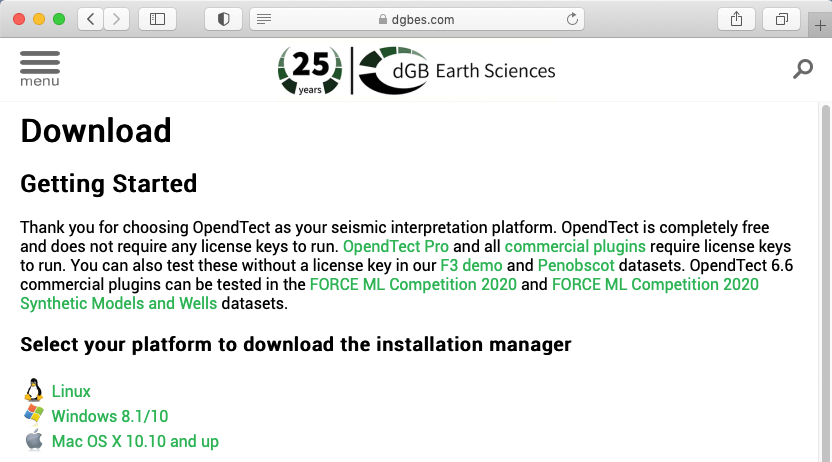 dgbes.com
menu
25
years
dGB Earth Sciences
Download
Getting Started
Thank you for choosing OpendTect as your seismic interpretation platform. OpendTect is completely free
and does not require any license keys to run. OpendTect Pro and all commercial plugins require license keys
to run. You can also test these without a license key in our F3 demo and Penobscot datasets. OpendTect 6.6
commercial plugins can be tested in the FORCE ML Competition 2020 and FORCE ML Competition 2020
Synthetic Models and Wells datasets.
Select your platform to download the installation manager
Linux
Windows 8.1/10
Mac OS X 10.10 and up